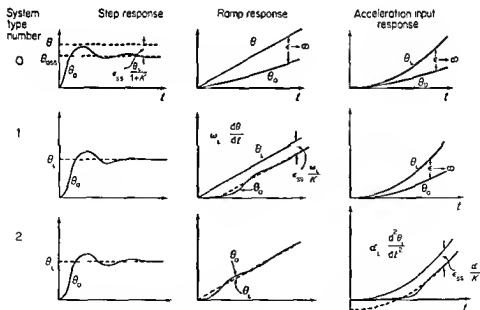 System type number
Step response
Ramp response
Acceleration input response
0
θ
θoss
θo
εss θi/1+K
t
θ
ε→∞
θo
t
θi
ε→∞
θo
t
1
θi
θo
ωi dθ/dt
θi
θo
εss ωi/K
θi
ε→∞
θo
t
2
θi
θo
θo
θi
αi d²θi/dt²
εss α/K
t